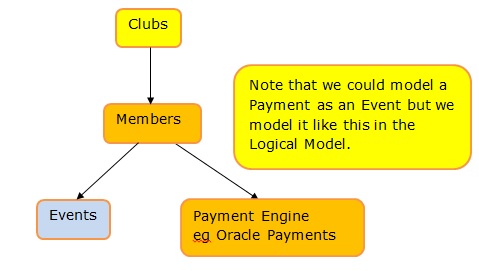 Clubs
Note that we could model a
Payment as an Event but we
model it like this in the
Logical Model.
Members
Events
Payment Engine
eg Oracle Payments